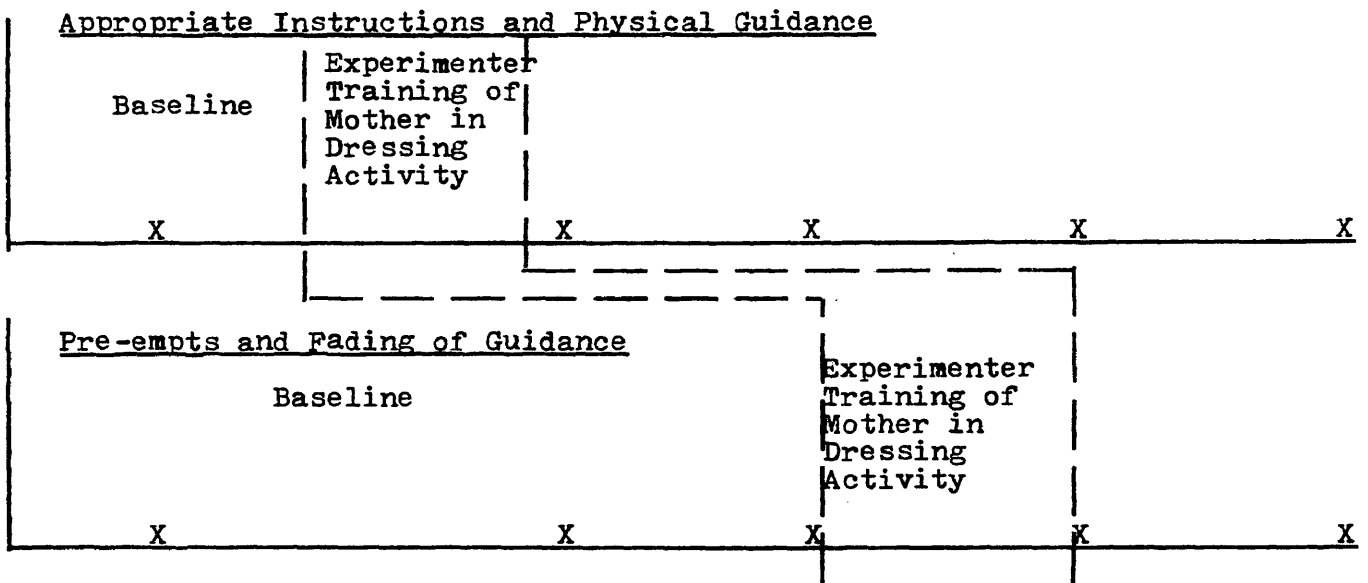 Appropriate Instructions and Physical Guidance
Baseline
Experimenter
Training of
Mother in
Dressing
Activity
X X X X X
Pre-empts and Fading of Guidance
Baseline
Experimenter
Training of
Mother in
Dressing
Activity
X X X X X